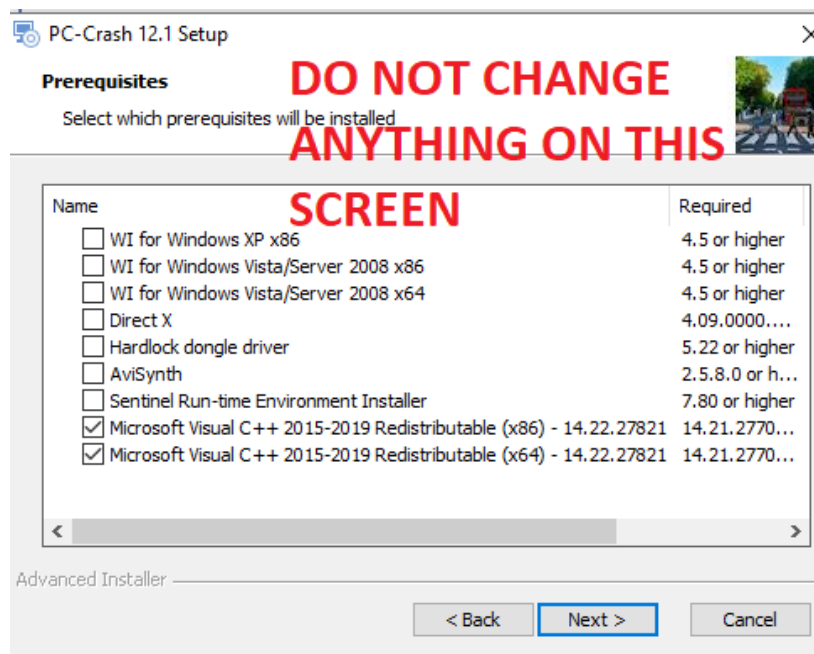 PC-Crash 12.1 Setup
Prerequisites
Select which prerequisites will be installed
DO NOT CHANGE
ANYTHING ON THIS
SCREEN
Name Required
WI for Windows XP x86 4.5 or higher
WI for Windows Vista/Server 2008 x86 4.5 or higher
WI for Windows Vista/Server 2008 x64 4.5 or higher
Direct X 4.09.0000....
Hardlock dongle driver 5.22 or higher
AviSynth 2.5.8.0 or h...
Sentinel Run-time Environment Installer 7.80 or higher
Microsoft Visual C++ 2015-2019 Redistributable (x86) - 14.22.27821 14.21.2770...
Microsoft Visual C++ 2015-2019 Redistributable (x64) - 14.22.27821 14.21.2770...
Advanced Installer
< Back Next > Cancel